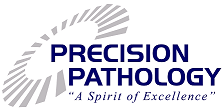 PRECISION
PATHOLOGY
“A Spirit of Excellence”